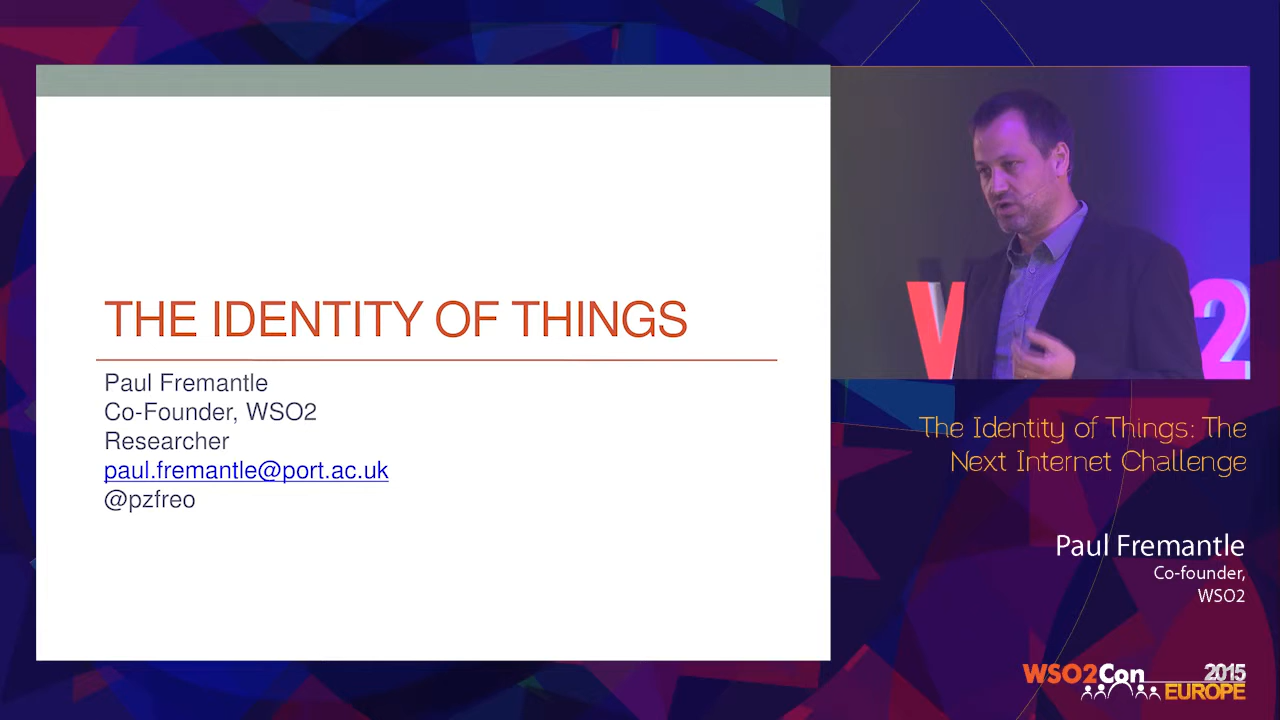 THE IDENTITY OF THINGS
Paul Fremantle
Co-Founder, WSO2
Researcher
paul.fremantle@port.ac.uk
@pzfreo
W 2
The Identity of Things: The
Next Internet Challenge
Paul Fremantle
Co-founder,
WSO2
WSO2Con 2015
EUROPE